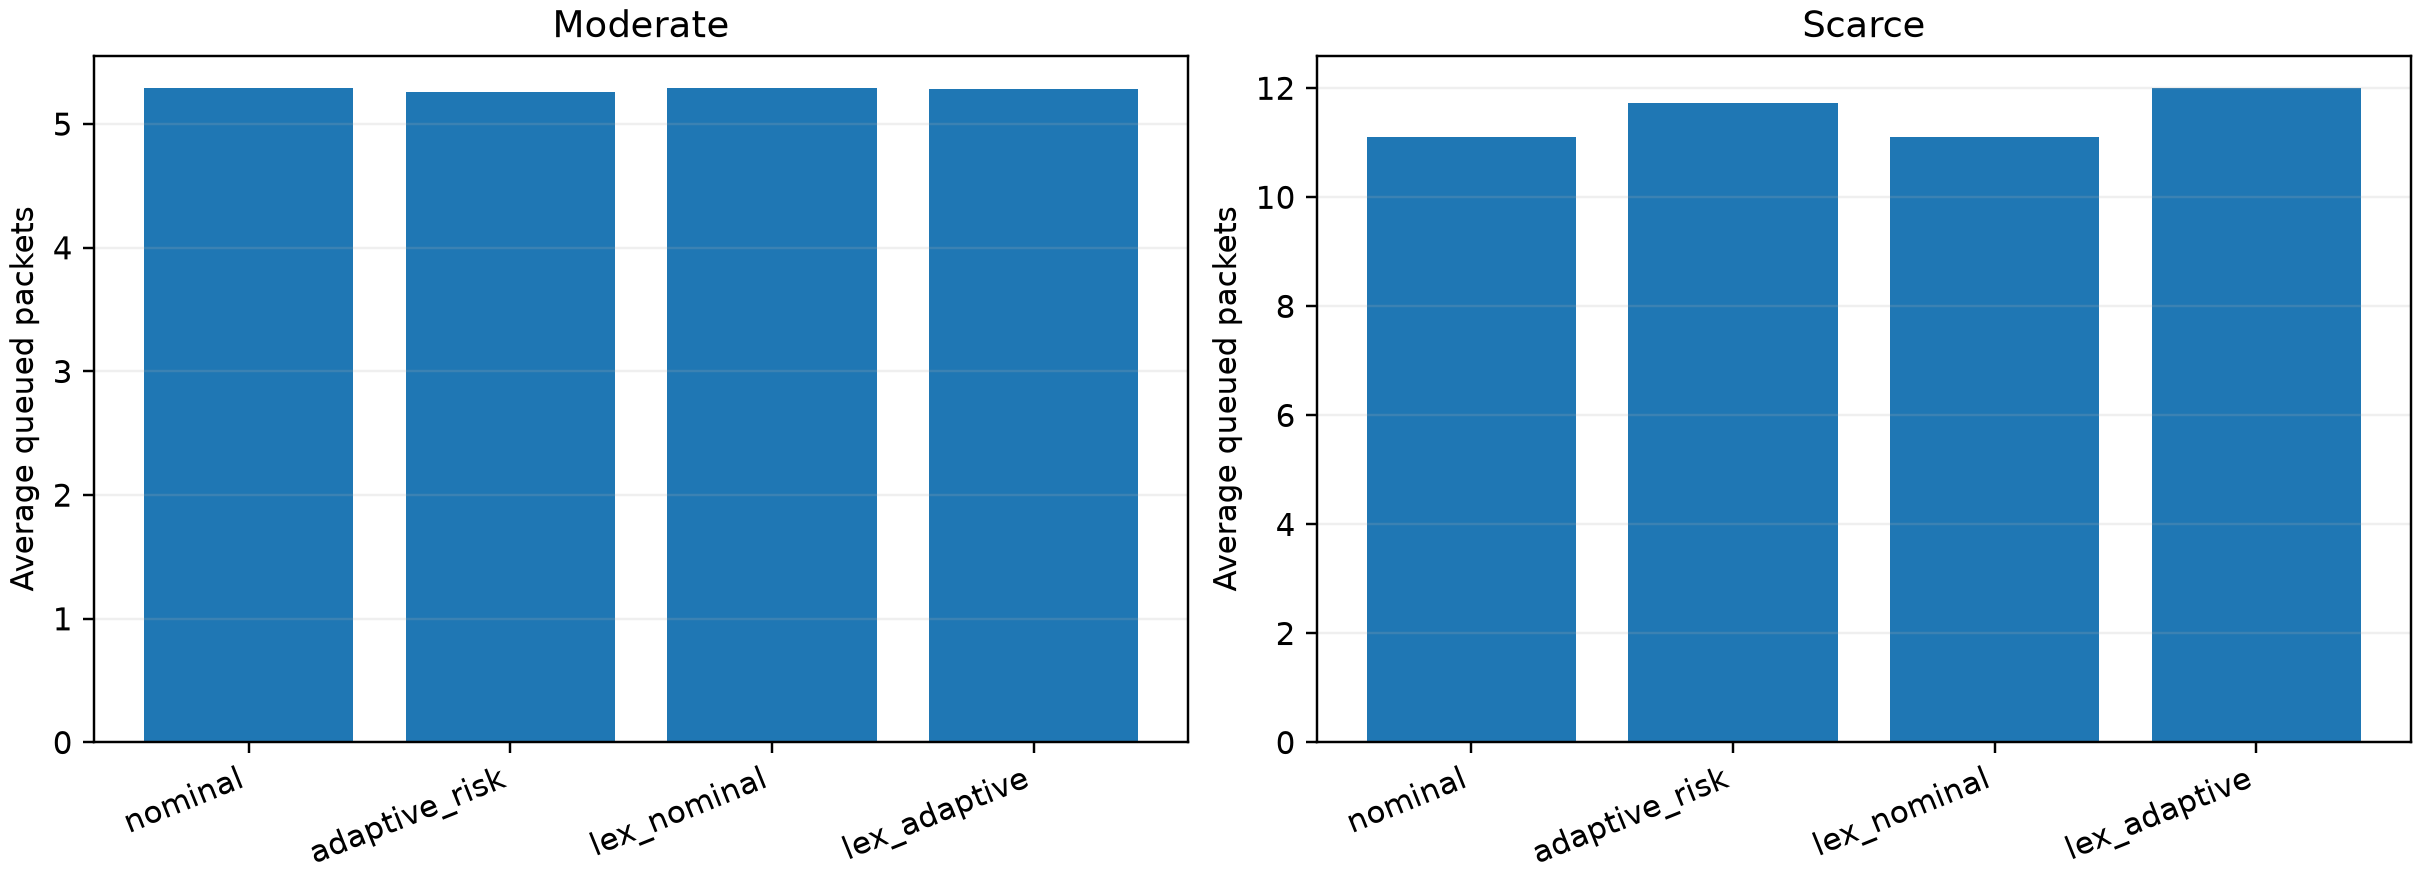 Moderate
Average queued packets
5
4
3
2
1
0
nominal
adaptive_risk
lex_nominal
lex_adaptive
Scarce
Average queued packets
12
10
8
6
4
2
0
nominal
adaptive_risk
lex_nominal
lex_adaptive